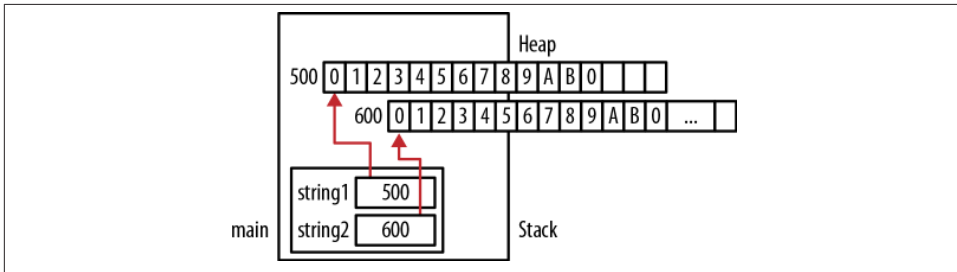 Heap
500 0 1 2 3 4 5 6 7 8 9 A B 0
600 0 1 2 3 4 5 6 7 8 9 A B 0 ...
string1 500
main string2 600 Stack